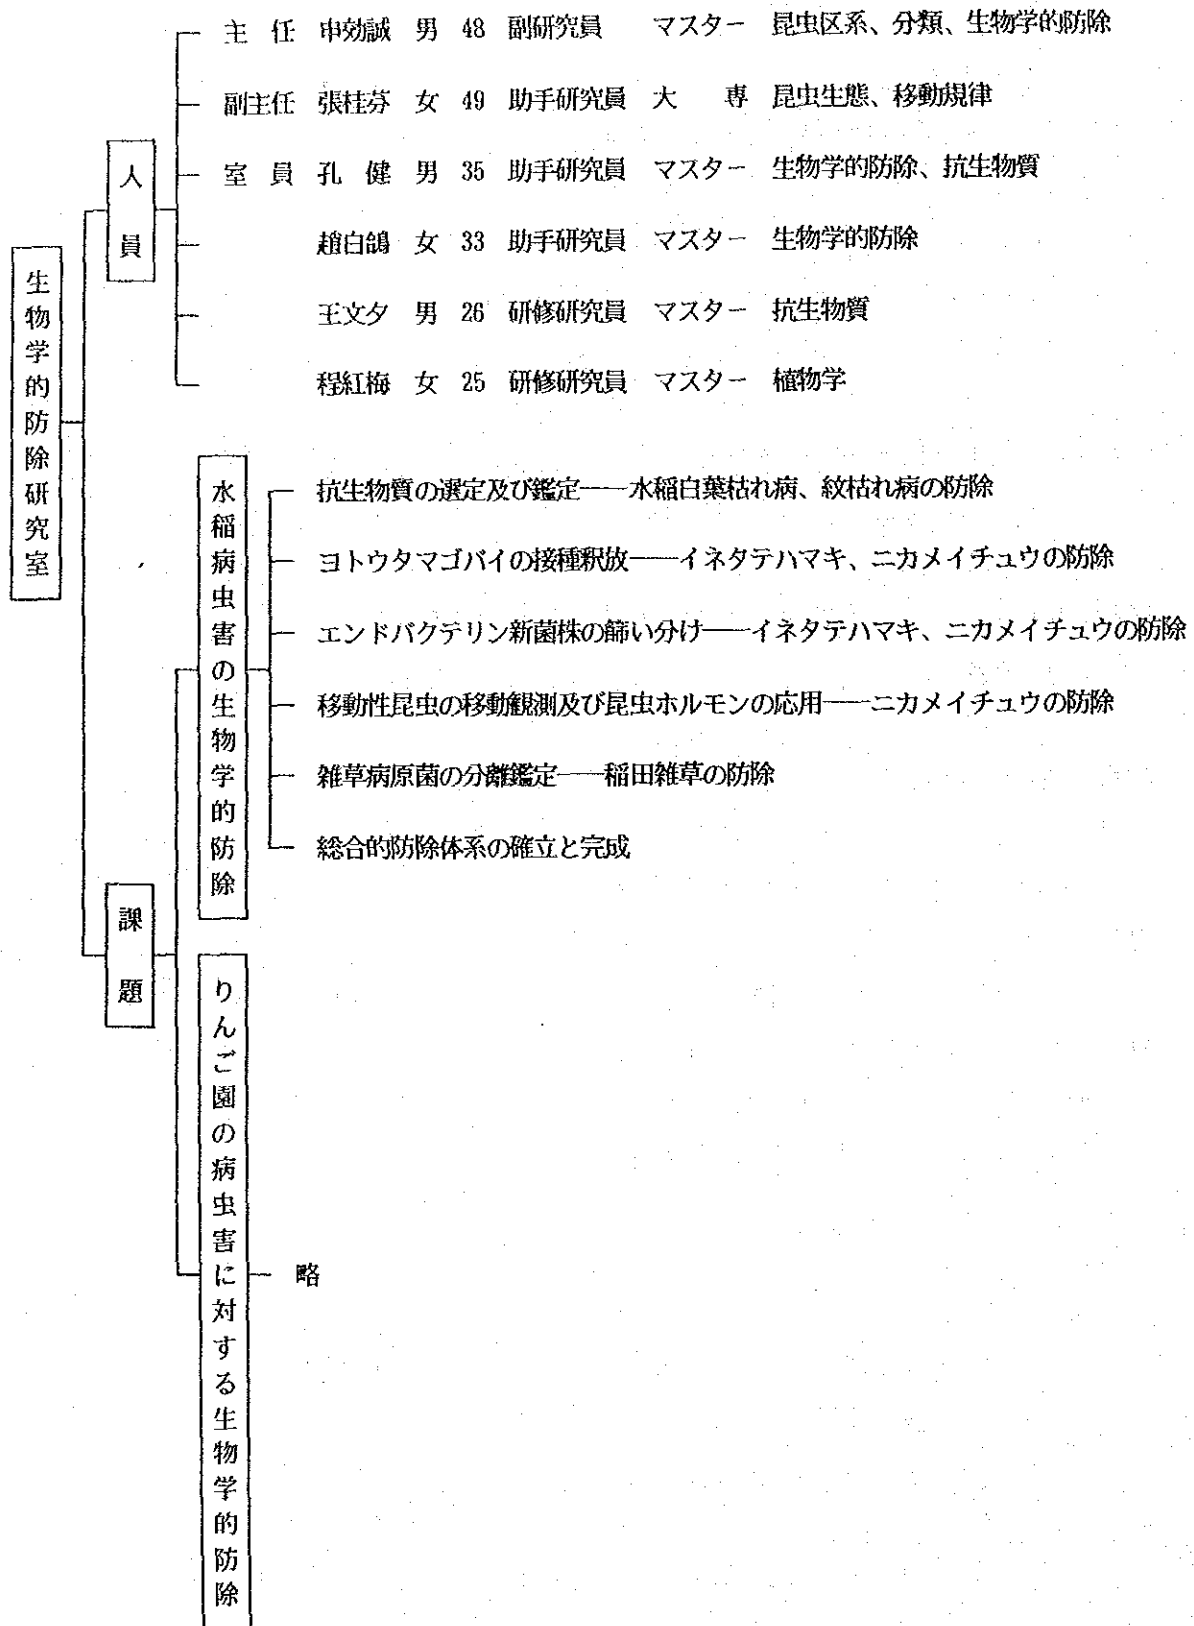 生物学的防除研究室
人員
主任 申効誠 男 48 副研究員 マスター 昆虫区系、分類、生物学的防除
副主任 張桂芬 女 49 助手研究員 大専 昆虫生態、移動規律
室員 孔健 男 35 助手研究員 マスター 生物学的防除、抗生物質
趙白鴿 女 33 助手研究員 マスター 生物学的防除
王文夕 男 26 研修研究員 マスター 抗生物質
程紅梅 女 25 研修研究員 マスター 植物学
課題
水稲病虫害の生物学的防除
抗生物質の選定及び鑑定——水稲白葉枯れ病、紋枯れ病の防除
ヨトウタマゴバイの接種釈放——イネタテハマキ、ニカメイチュウの防除
エンドバクテリン新菌株の篩い分け——イネタテハマキ、ニカメイチュウの防除
移動性昆虫の移動観測及び昆虫ホルモンの応用——ニカメイチュウの防除
雑草病原菌の分離鑑定——稲田雑草の防除
総合的防除体系の確立と完成
りんご園の病虫害に対する生物学的防除
略